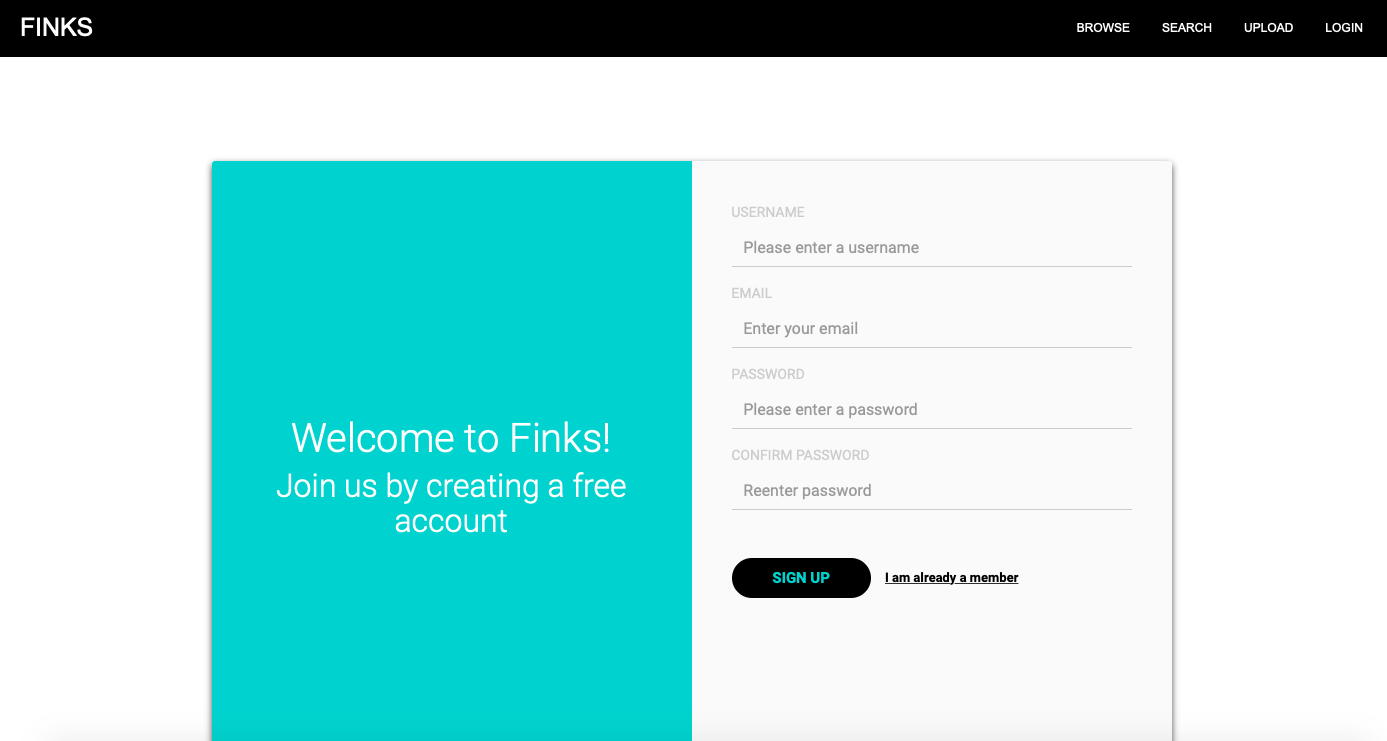 FINKS
BROWSE SEARCH UPLOAD LOGIN
Welcome to Finks!
Join us by creating a free
account
USERNAME
Please enter a username
EMAIL
Enter your email
PASSWORD
Please enter a password
CONFIRM PASSWORD
Reenter password
SIGN UP
I am already a member